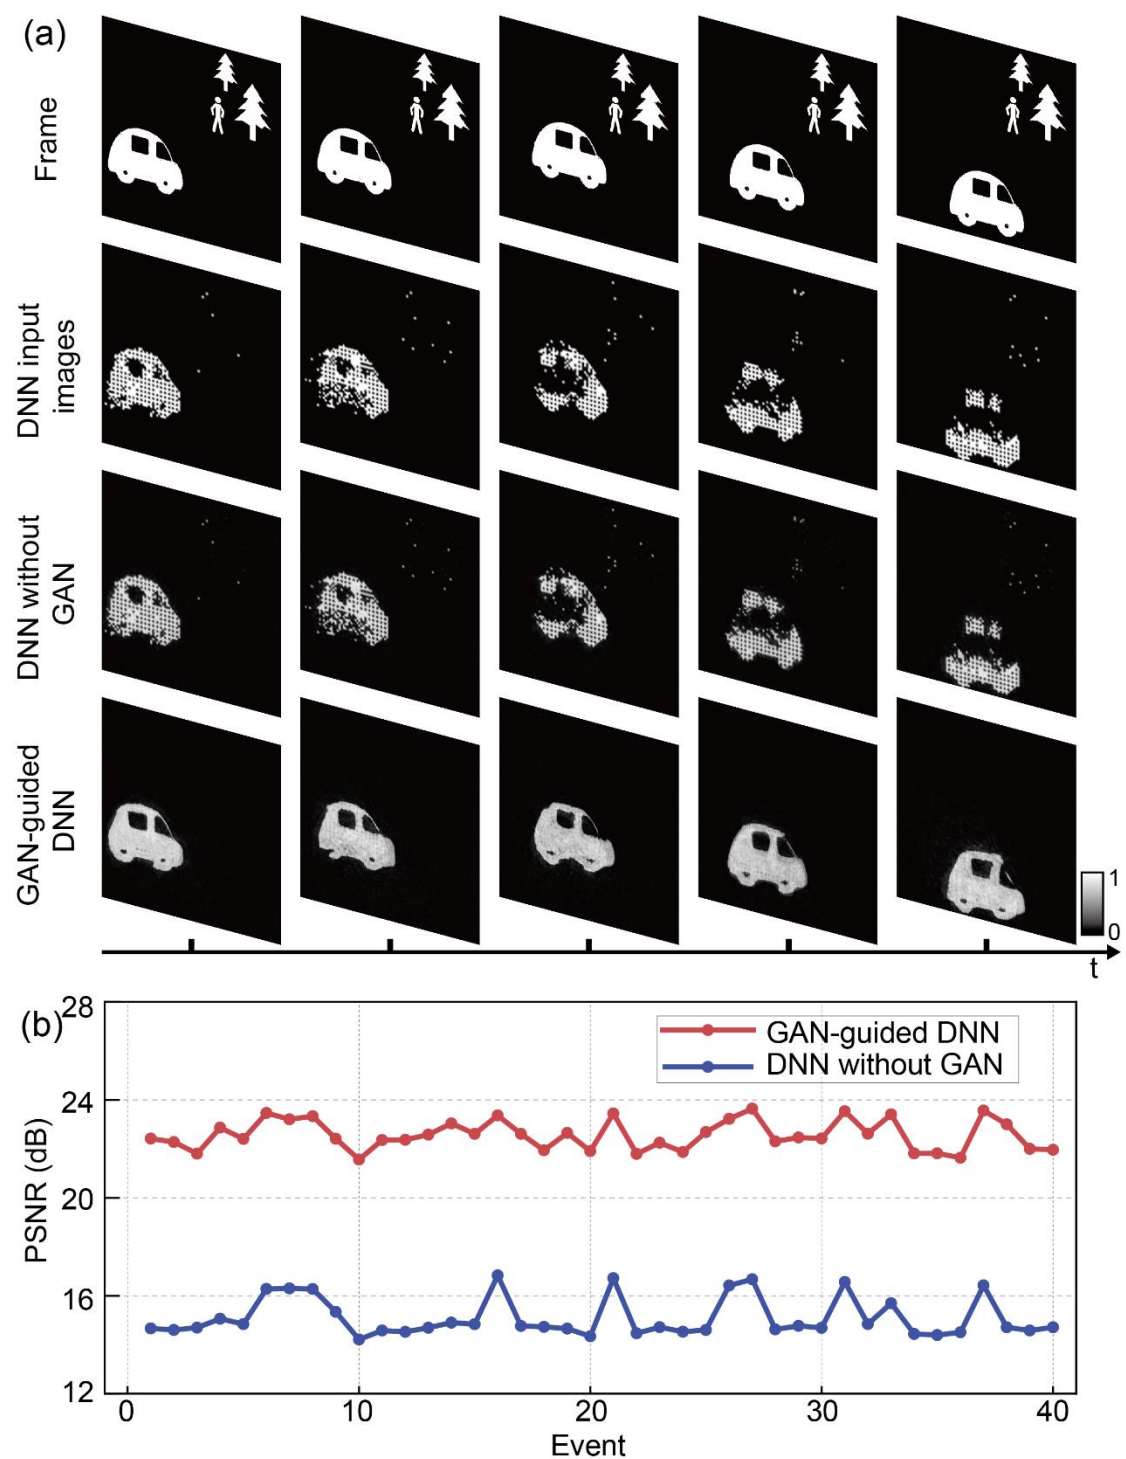 (a)
Frame
DNN input
images
DNN without
GAN
GAN-guided
DNN
1
0
t
(b)
28
24
20
16
12
PSNR (dB)
GAN-guided DNN
DNN without GAN
0
10
20
30
40
Event